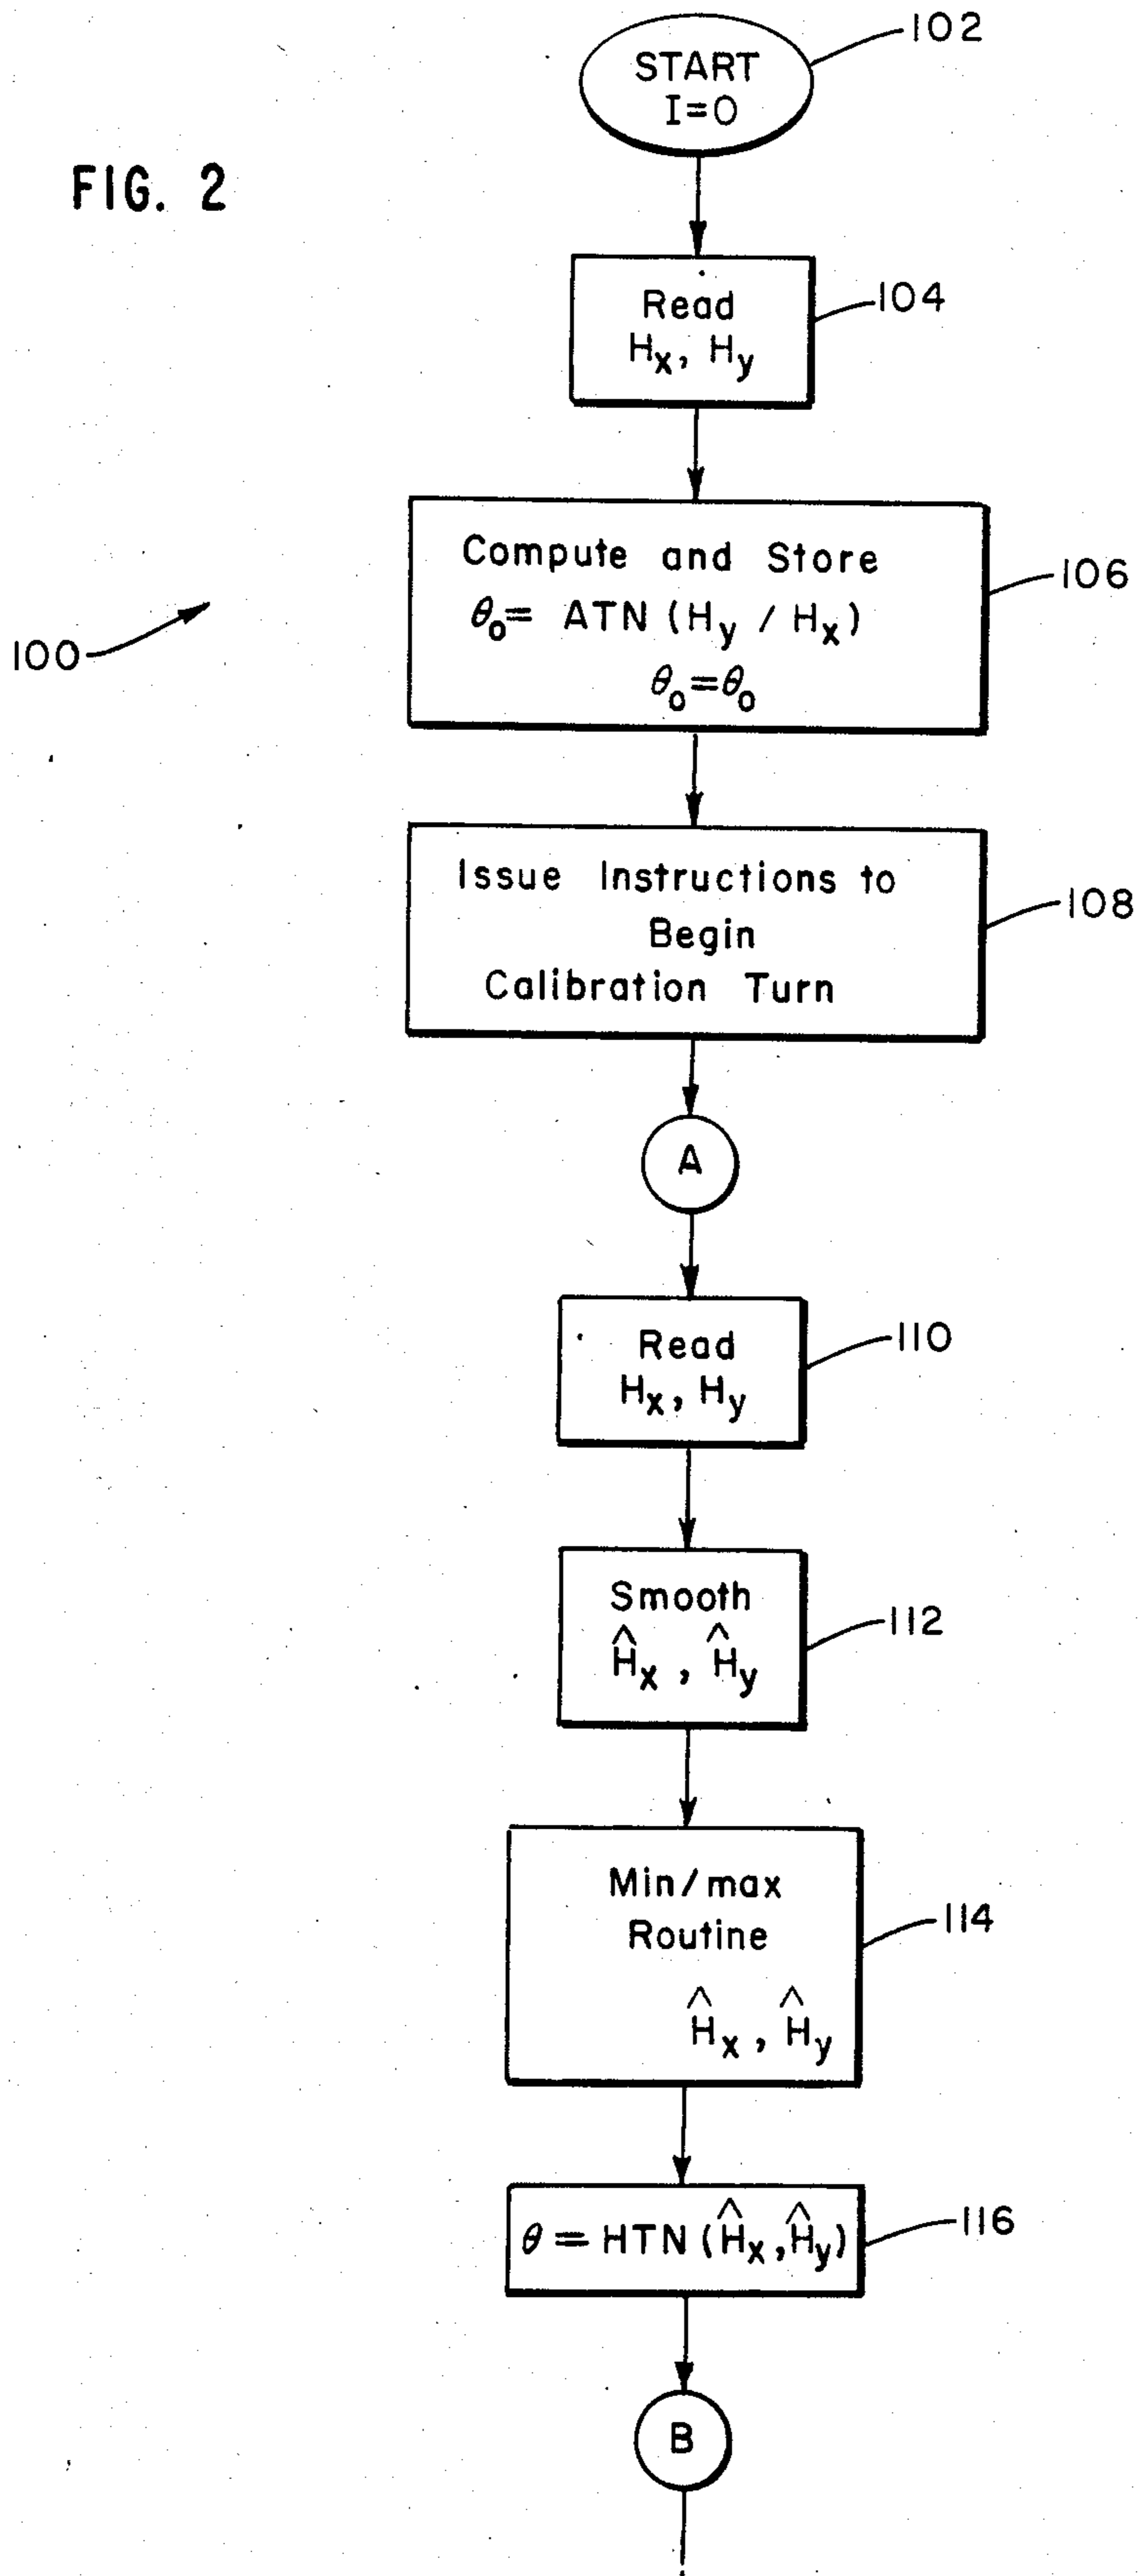 102
START
I=0
FIG. 2
104
Read
Hx, Hy
106
Compute and Store
θo= ATN (Hy / Hx)
θo=θo
100
108
Issue Instructions to
Begin
Calibration Turn
A
110
Read
Hx, Hy
112
Smooth
Ĥx, Ĥy
114
Min/max
Routine
Ĥx, Ĥy
116
θ = HTN (Ĥx,Ĥy)
B